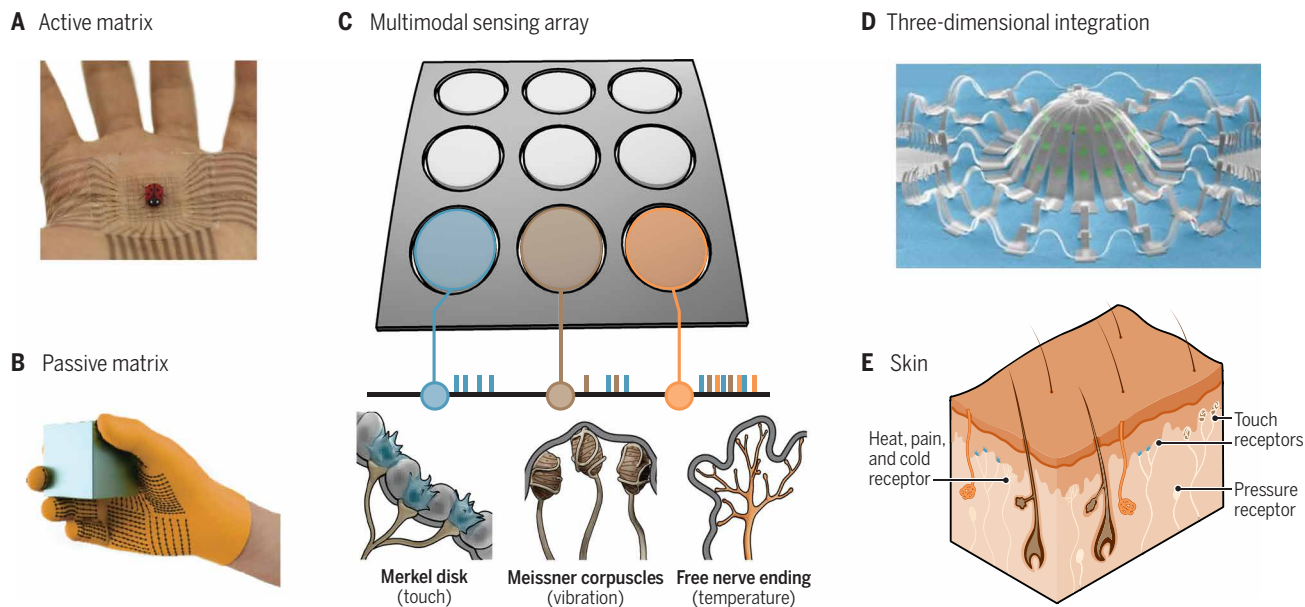 A Active matrix
B Passive matrix
C Multimodal sensing array
Merkel disk
(touch)
Meissner corpuscles
(vibration)
Free nerve ending
(temperature)
D Three-dimensional integration
E Skin
Heat, pain,
and cold
receptor
Touch
receptors
Pressure
receptor